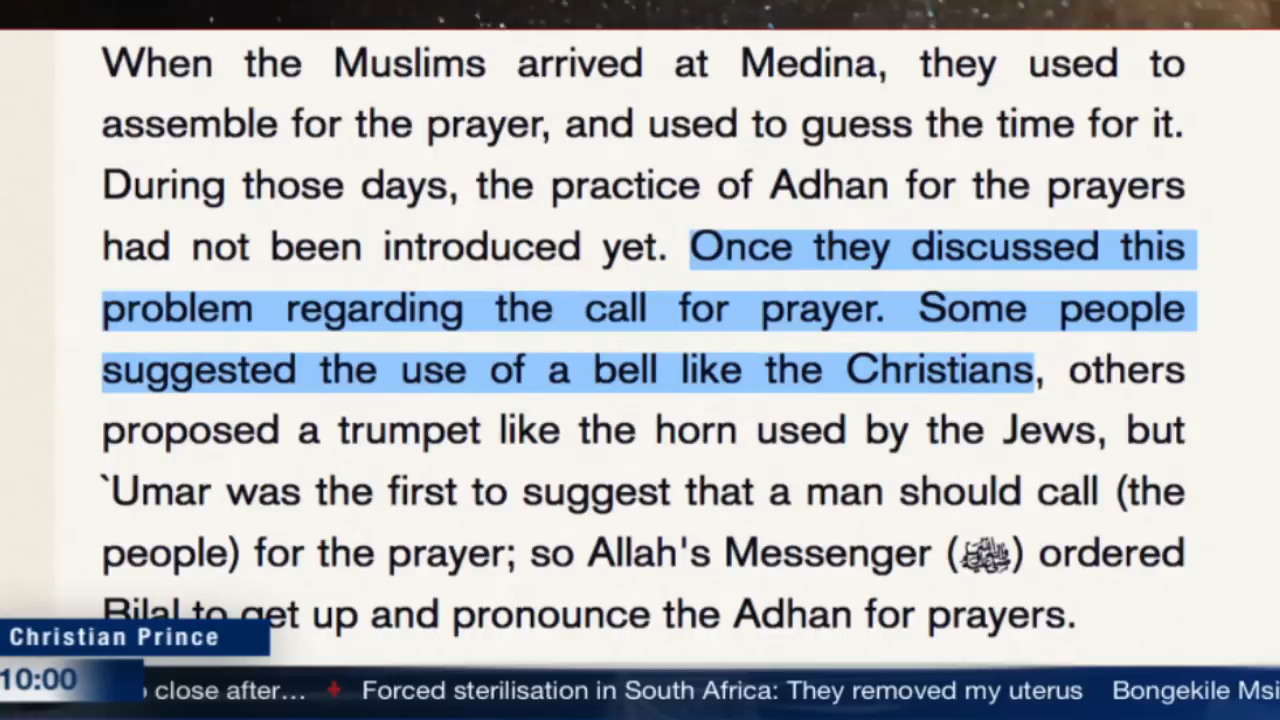 When the Muslims arrived at Medina, they used to
assemble for the prayer, and used to guess the time for it.
During those days, the practice of Adhan for the prayers
had not been introduced yet. Once they discussed this
problem regarding the call for prayer. Some people
suggested the use of a bell like the Christians, others
proposed a trumpet like the horn used by the Jews, but
`Umar was the first to suggest that a man should call (the
people) for the prayer; so Allah's Messenger (ﷺ) ordered
Bilal to get up and pronounce the Adhan for prayers.
Christian Prince
10:00
close after... Forced sterilisation in South Africa: They removed my uterus Bongekile Msi